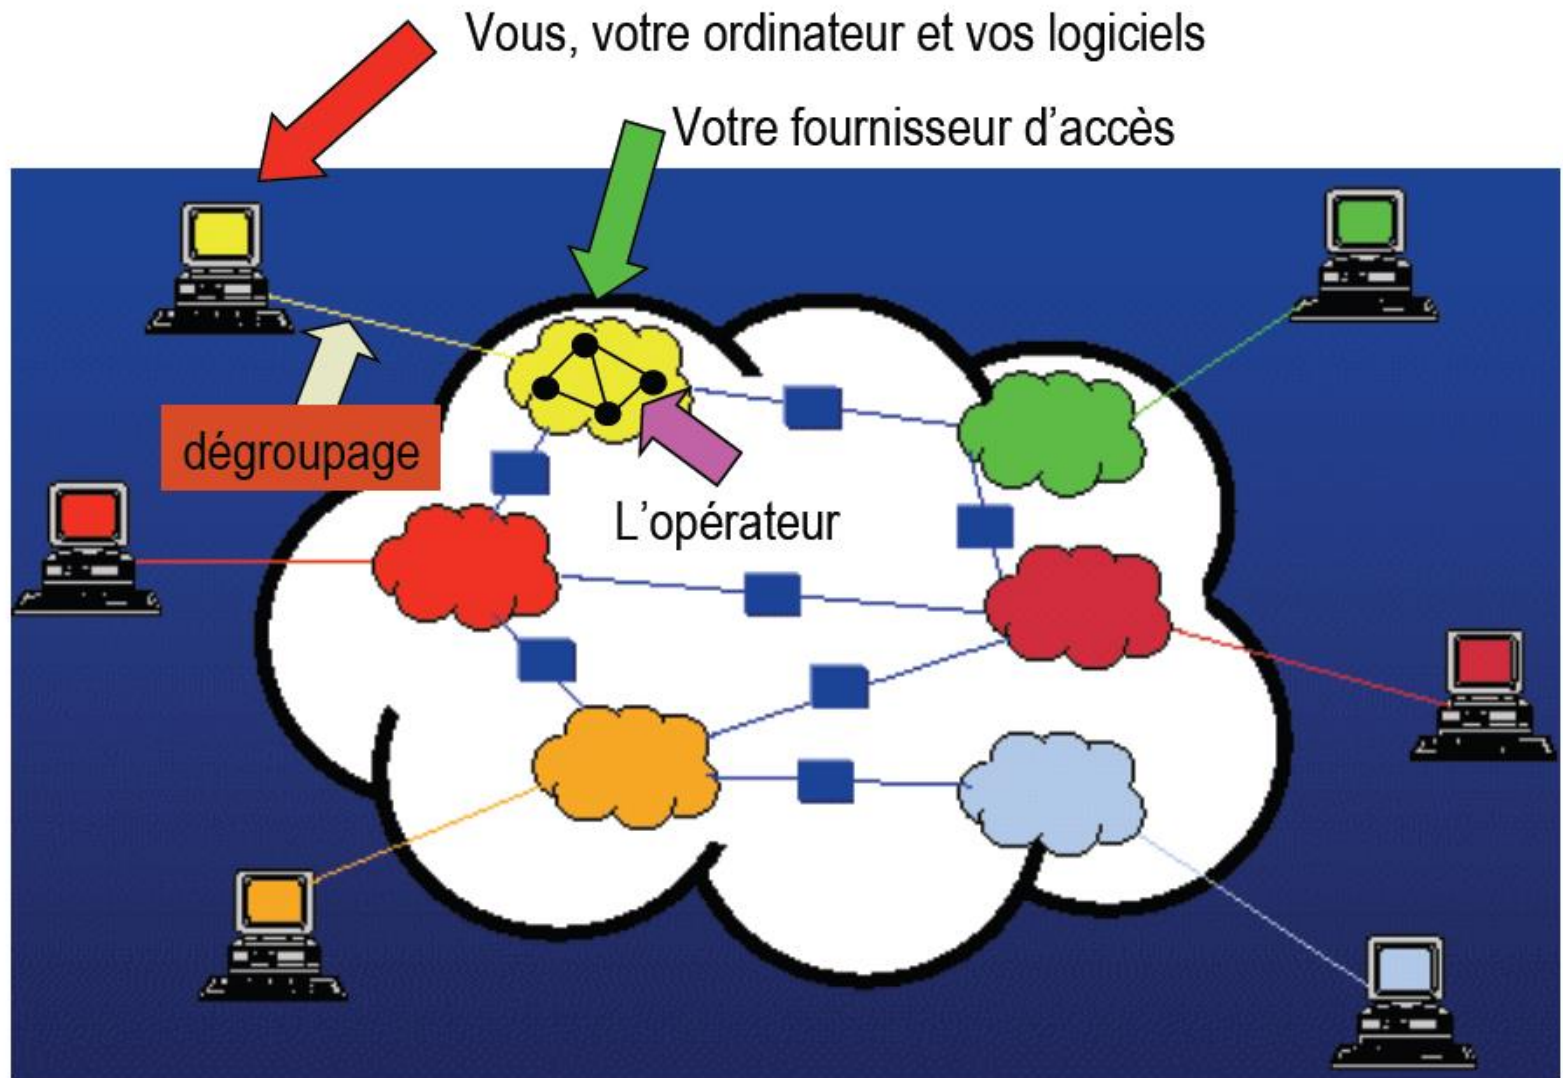 Vous, votre ordinateur et vos logiciels
Votre fournisseur d’accès
dégroupage
L’opérateur